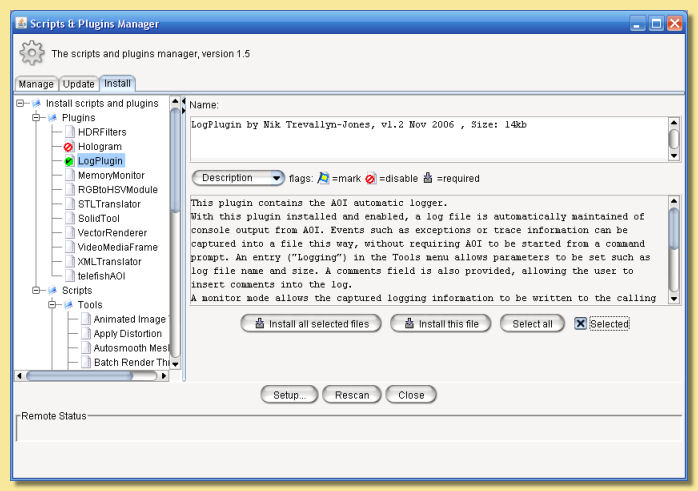 Scripts & Plugins Manager
The scripts and plugins manager, version 1.5
Manage Update Install
Install scripts and plugins
Plugins
HDRFilters
Hologram
LogPlugin
MemoryMonitor
RGBtoHSVModule
STLTranslator
SolidTool
VectorRenderer
VideoMediaFrame
XMLTranslator
telefishAOI
Scripts
Tools
Animated Image
Apply Distortion
Autosmooth Mes
Batch Render Thi
Name:
LogPlugin by Nik Trevallyn-Jones, v1.2 Nov 2006 , Size: 14kb
Description flags: =mark =disable =required
This plugin contains the AOI automatic logger.
With this plugin installed and enabled, a log file is automatically maintained of
console output from AOI. Events such as exceptions or trace information can be
captured into a file this way, without requiring AOI to be started from a command
prompt. An entry ("Logging") in the Tools menu allows parameters to be set such as
log file name and size. A comments field is also provided, allowing the user to
insert comments into the log.
A monitor mode allows the captured logging information to be written to the calling
Install all selected files Install this file Select all Selected
Setup... Rescan Close
Remote Status